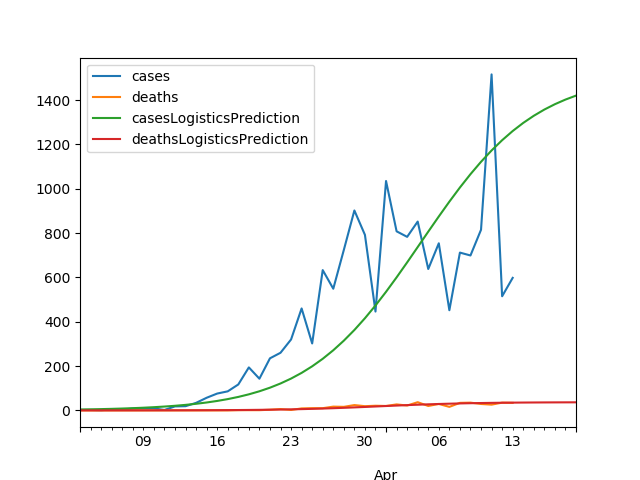 cases
deaths
casesLogisticsPrediction
deathsLogisticsPrediction
1400
1200
1000
800
600
400
200
0
09 16 23 30 06 13
Apr